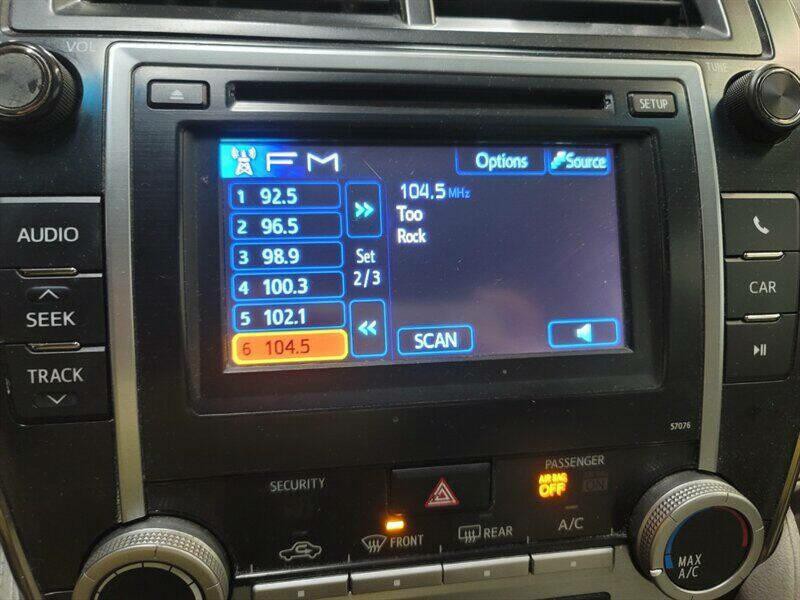 VOL
TUNE
SETUP
FM
Options
Source
1 92.5
2 96.5
3 98.9
4 100.3
5 102.1
6 104.5
>>
Set
2/3
<<
104.5 MHz
Too
Rock
SCAN
AUDIO
SEEK
TRACK
CAR
57076
SECURITY
PASSENGER
AIR BAG
OFF
ON
FRONT
REAR
A/C
MAX
A/C